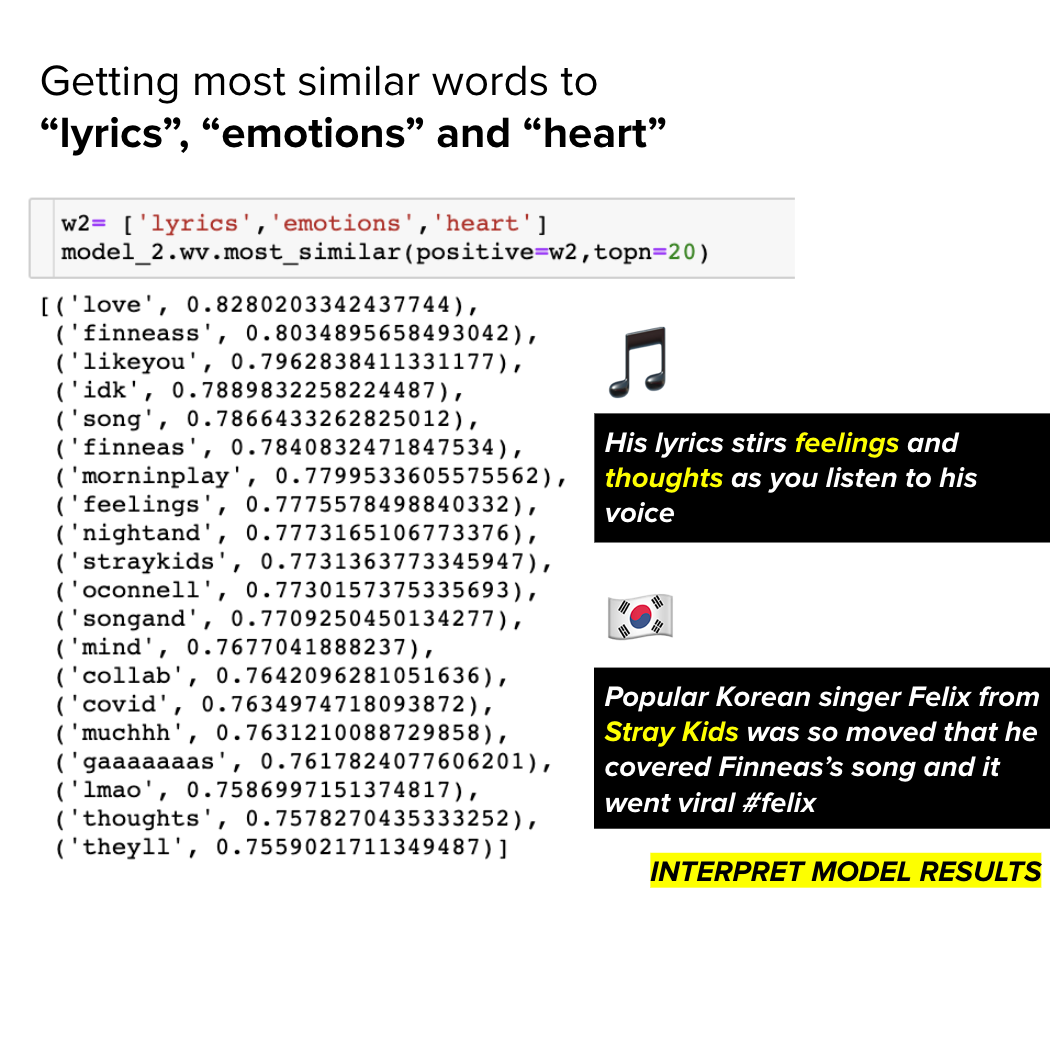 Getting most similar words to
“lyrics”, “emotions” and “heart”
w2= ['lyrics','emotions','heart']
model_2.wv.most_similar(positive=w2,topn=20)
[('love', 0.8280203342437744),
('finneass', 0.8034895658493042),
('likeyou', 0.7962838411331177),
('idk', 0.7889832258224487),
('song', 0.7866433262825012),
('finneas', 0.7840832471847534),
('morninplay', 0.7799533605575562),
('feelings', 0.7775578498840332),
('nightand', 0.7773165106773376),
('straykids', 0.7731363773345947),
('oconnell', 0.7730157375335693),
('songand', 0.7709250450134277),
('mind', 0.7677041888237),
('collab', 0.7642096281051636),
('covid', 0.7634974718093872),
('muchhh', 0.7631210088729858),
('gaaaaaaas', 0.7617824077606201),
('lmao', 0.7586997151374817),
('thoughts', 0.7578270435333252),
('theyll', 0.7559021711349487)]
His lyrics stirs feelings and
thoughts as you listen to his
voice
Popular Korean singer Felix from
Stray Kids was so moved that he
covered Finneas’s song and it
went viral #felix
INTERPRET MODEL RESULTS